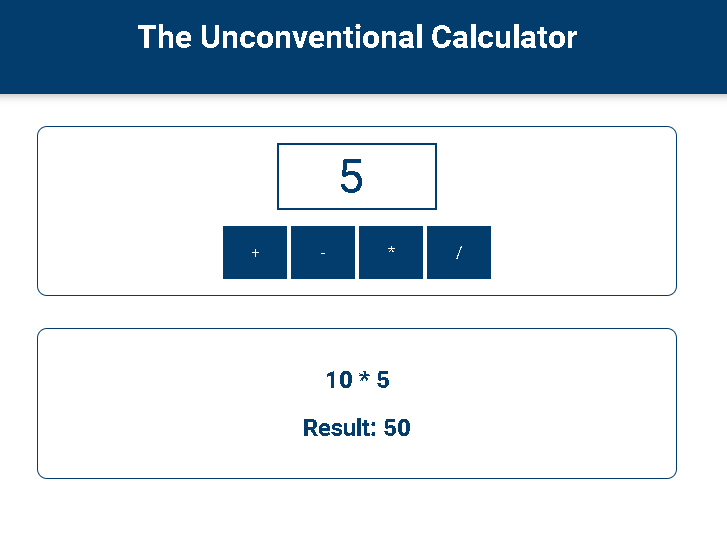 The Unconventional Calculator
5
+ - * /
10 * 5
Result: 50